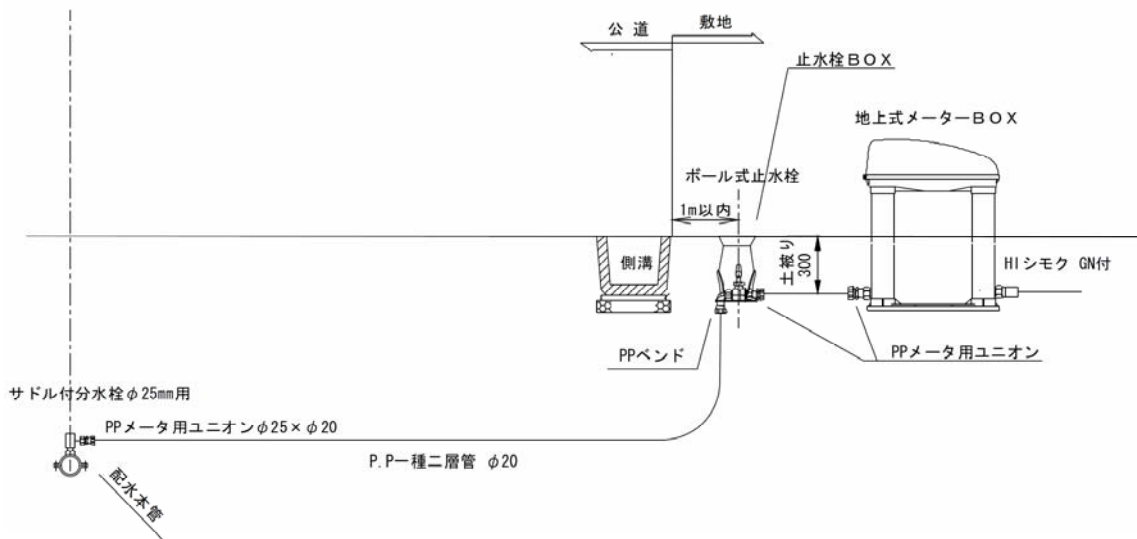 公 道
敷地
止水栓BOX
地上式メーターBOX
ボール式止水栓
1m以内
側溝
土被り
300
HIシモク GN付
PPベンド
PPメータ用ユニオン
サドル付分水栓φ25mm用
PPメータ用ユニオンφ25×φ20
P.P一種二層管 φ20
配水本管